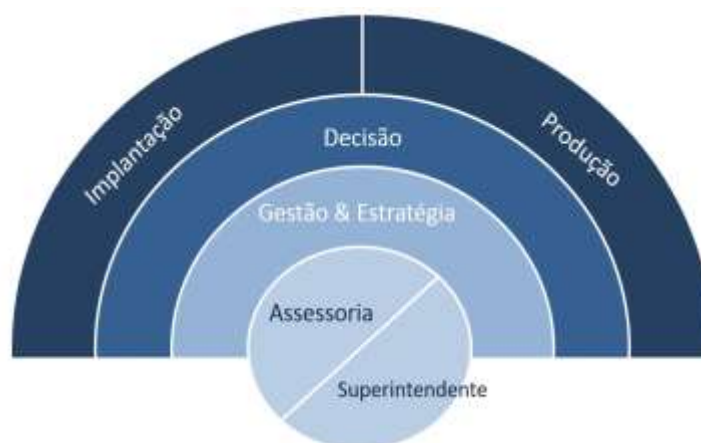 Implantação
Produção
Decisão
Gestão & Estratégia
Assessoria
Superintendente